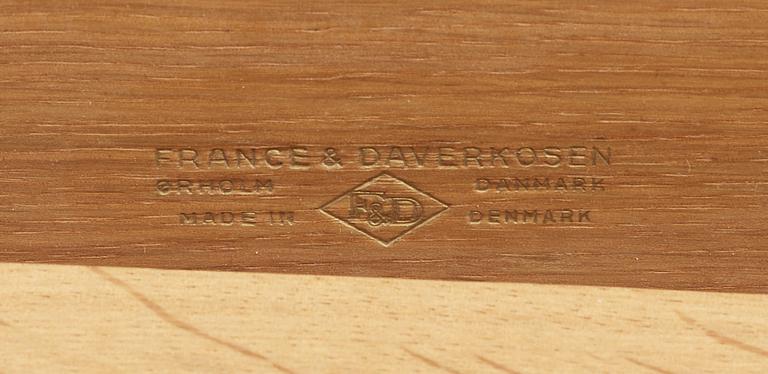 FRANCE & DAVERKOSEN
ØRHOLM DANMARK
F&D
MADE IN DENMARK